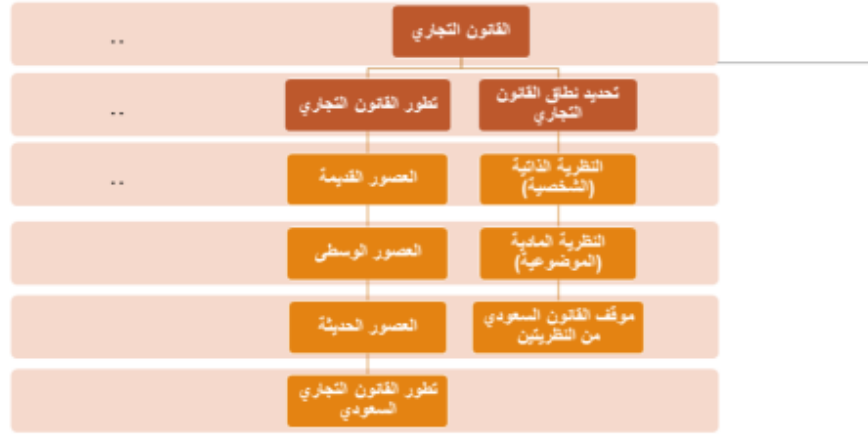 القانون التجاري
..
تحديد نطاق القانون
التجاري
تطور القانون التجاري
..
النظرية الذاتية
(الشخصية)
العصور القديمة
..
النظرية المادية
(الموضوعية)
العصور الوسطى
موقف القانون السعودي
من النظريتين
العصور الحديثة
تطور القانون التجاري
السعودي